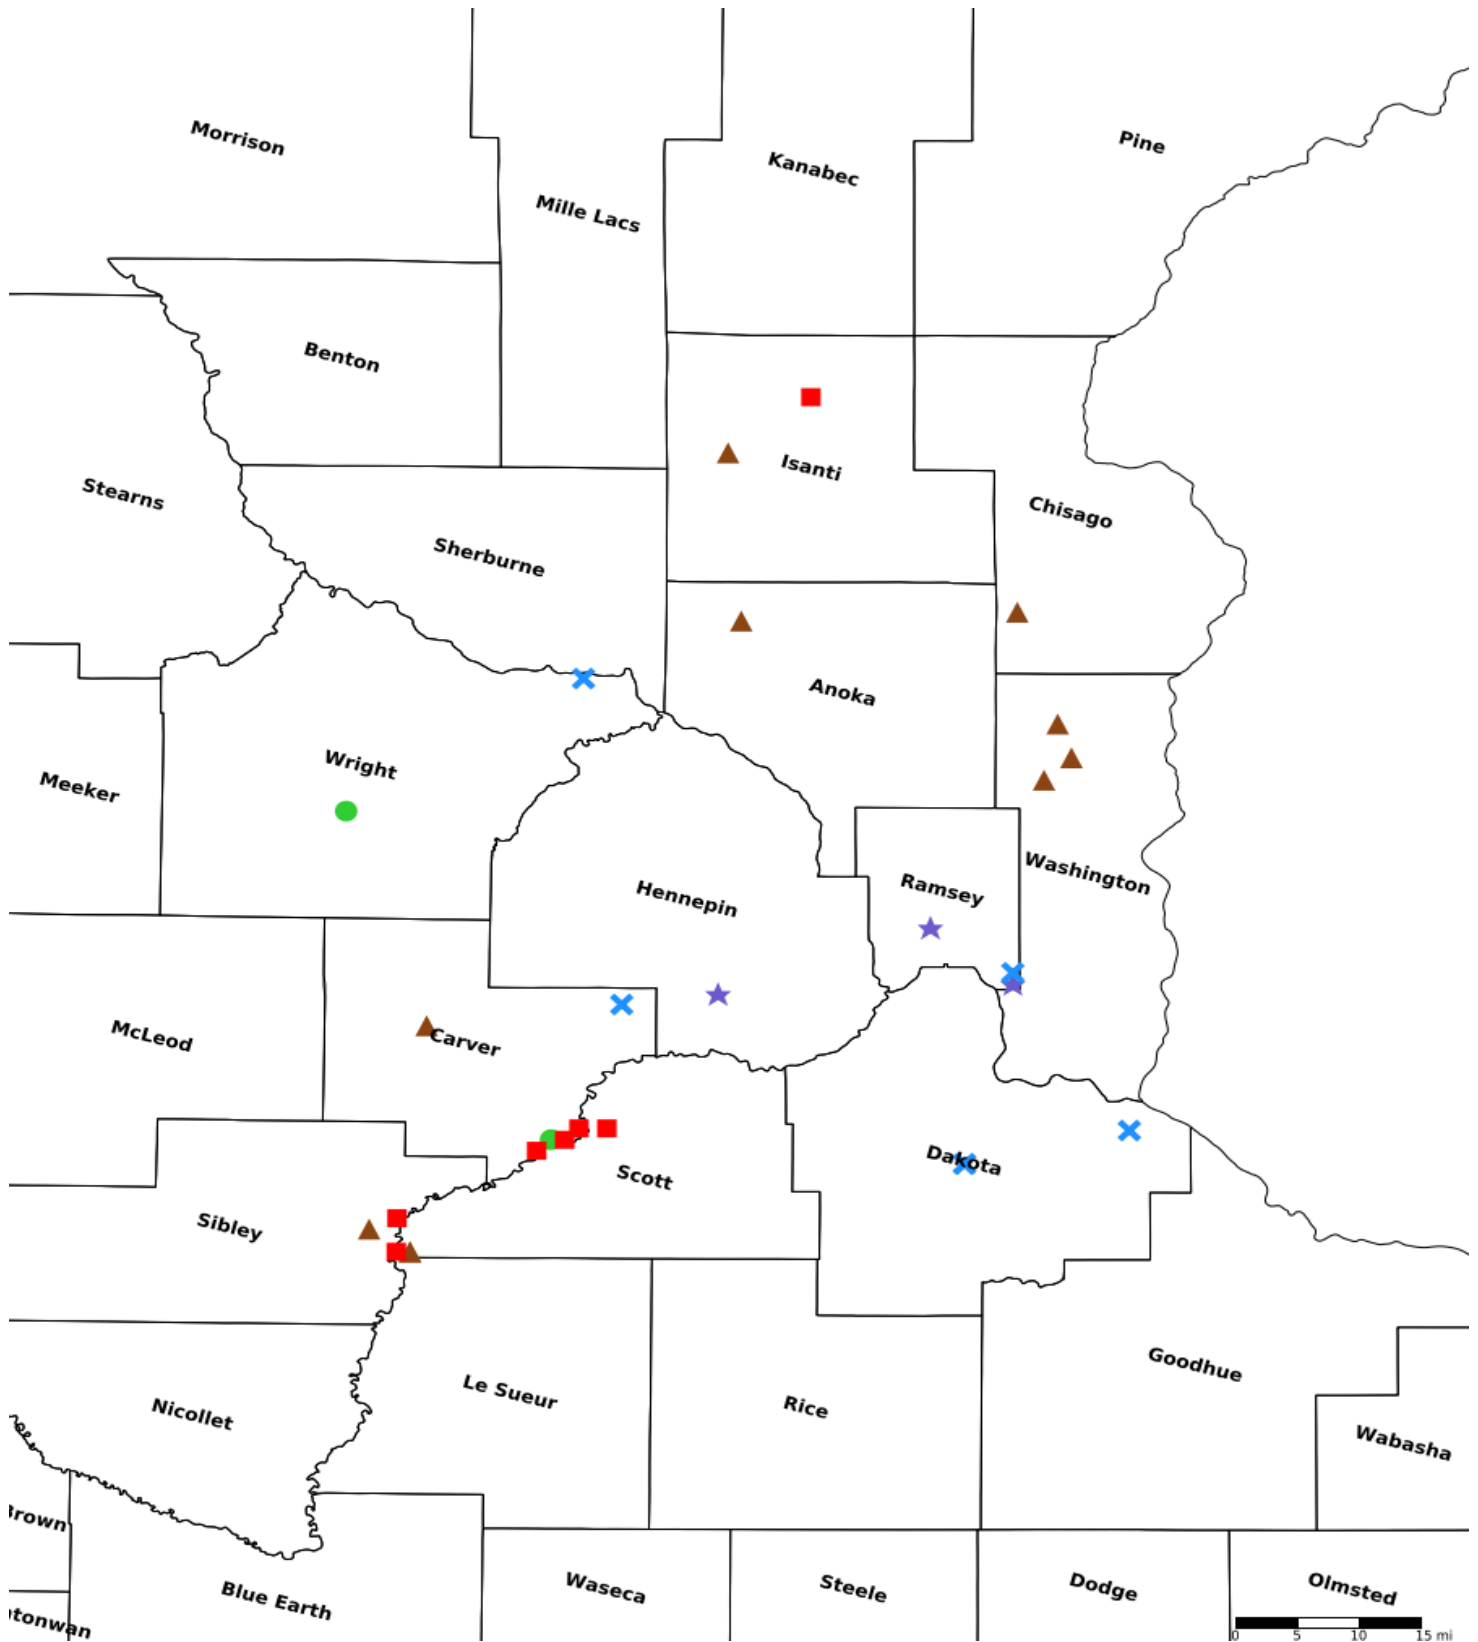 Morrison
Pine
Kanabec
Mille Lacs
Benton
Isanti
Stearns
Chisago
Sherburne
Anoka
Wright
Meeker
Washington
Ramsey
Hennepin
McLeod
Carver
Dakota
Scott
Sibley
Goodhue
Le Sueur
Rice
Nicollet
Wabasha
Brown
Waseca
Steele
Dodge
Olmsted
Blue Earth
tonwan
0 5 10 15 mi